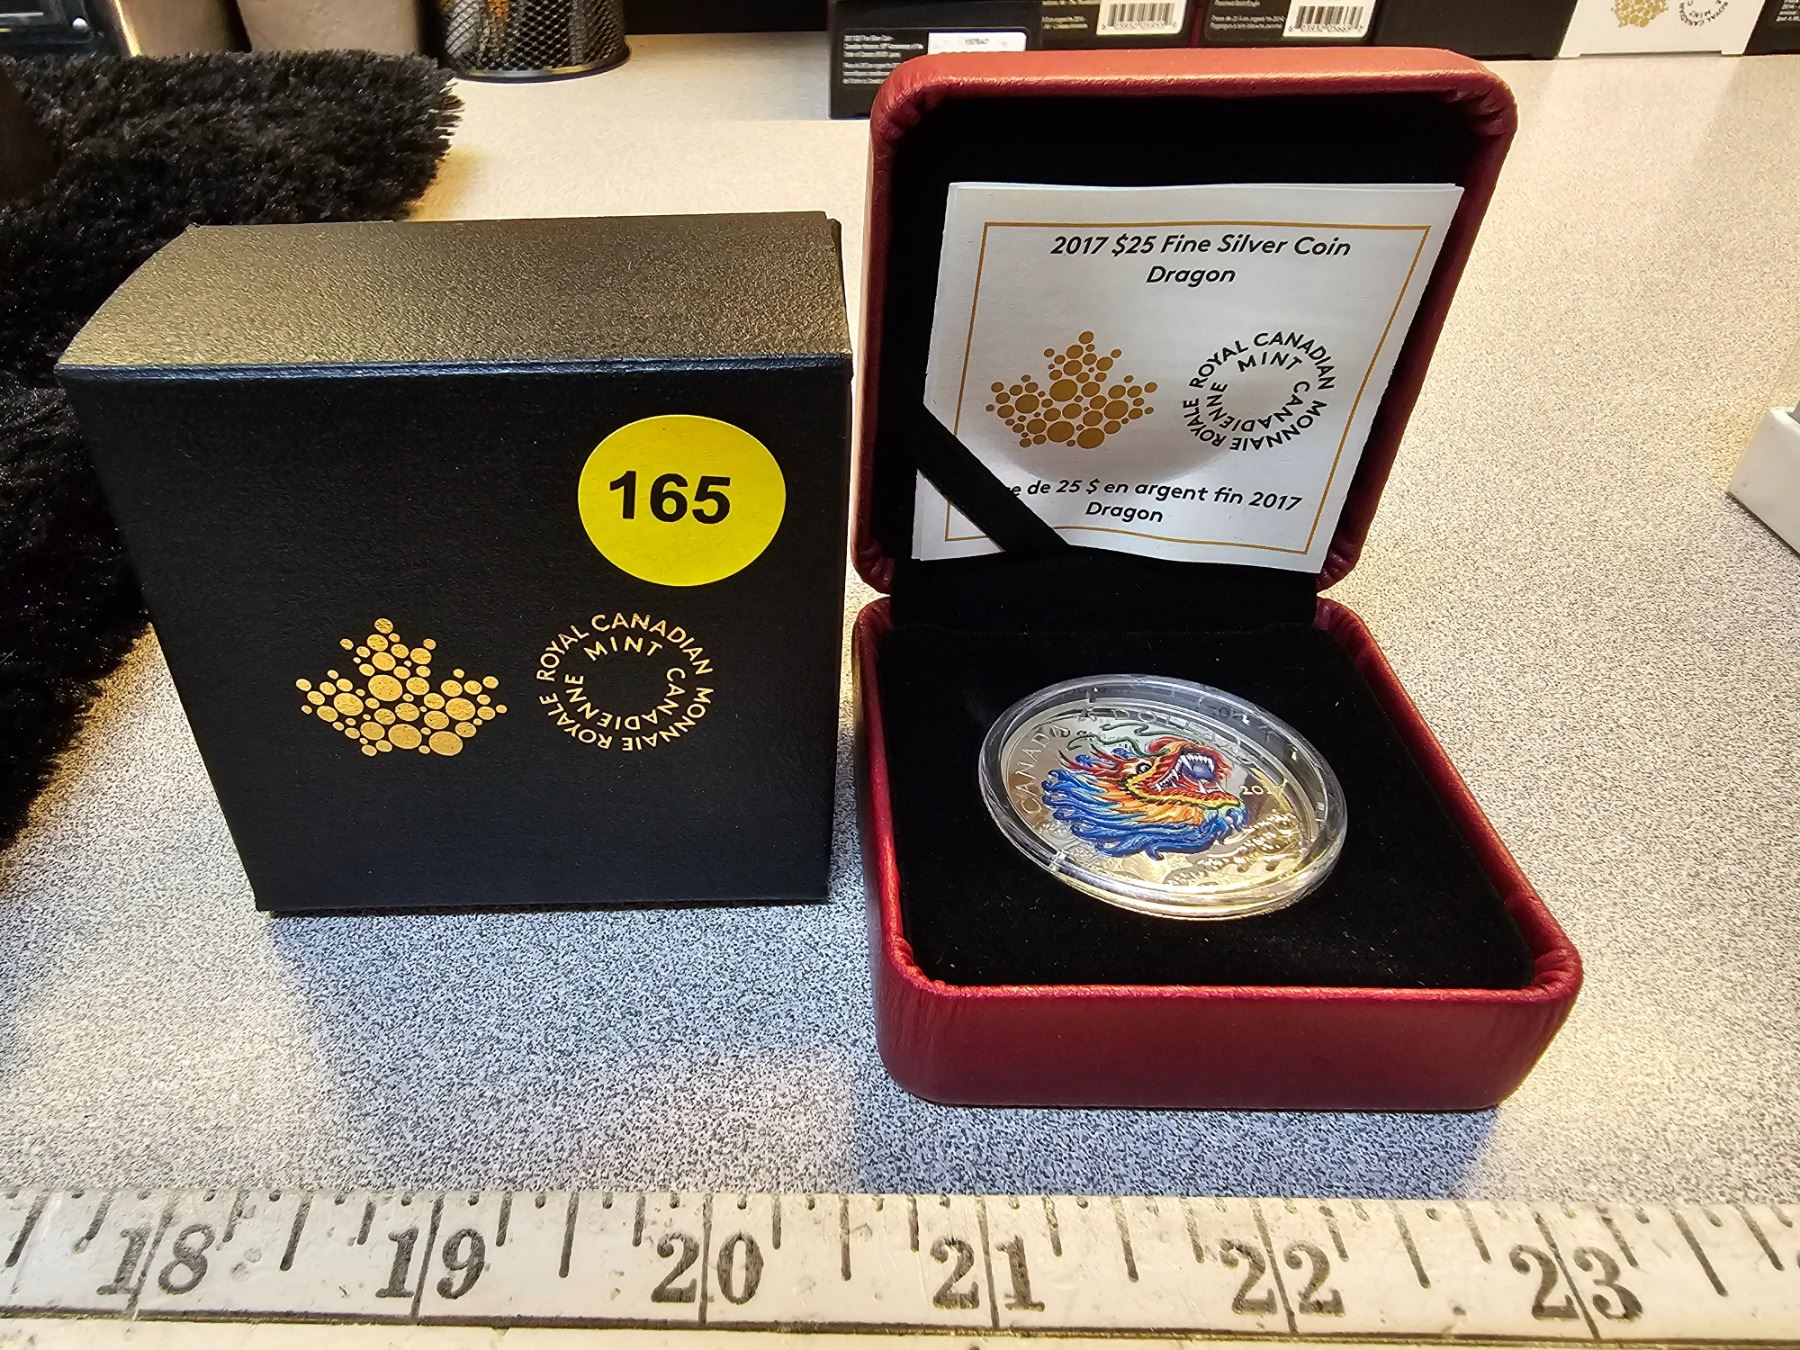 165
ROYAL CANADIAN MINT
MONNAIE ROYALE CANADIENNE
2017 $25 Fine Silver Coin
Dragon
ROYAL CANADIAN MINT
MONNAIE ROYALE CANADIENNE
de 25 $ en argent fin 2017
Dragon
CANADA
18 19 20 21 22 23